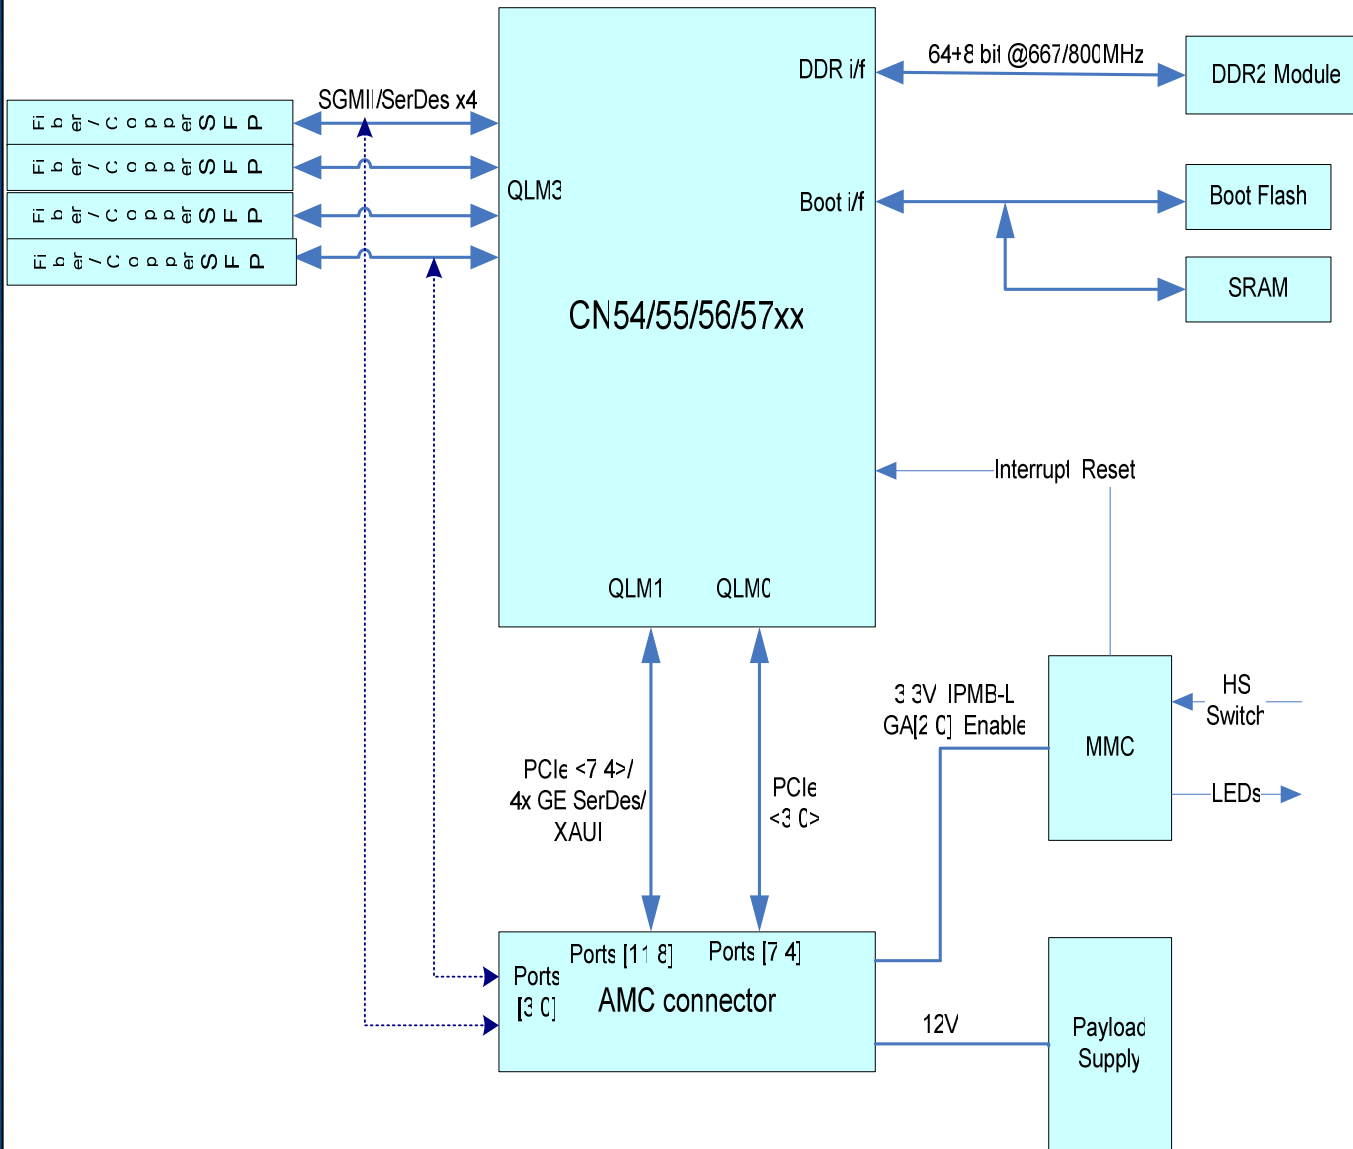 64+8 bit @667/800MHz
DDR i/f
DDR2 Module
SGMII/SerDes x4
Fiber/Copper SFP
Fiber/Copper SFP
Fiber/Copper SFP
Fiber/Copper SFP
QLM3
Boot i/f
Boot Flash
SRAM
CN54/55/56/57xx
Interrupt Reset
QLM1
QLM0
3 3V IPMB-L
GA[2 0] Enable
HS
Switch
MMC
LEDs
PCIe <7 4>/
4x GE SerDes/
XAUI
PCIe
<3 0>
Ports [11 8]
Ports [7 4]
Ports
[3 0]
AMC connector
12V
Payload
Supply